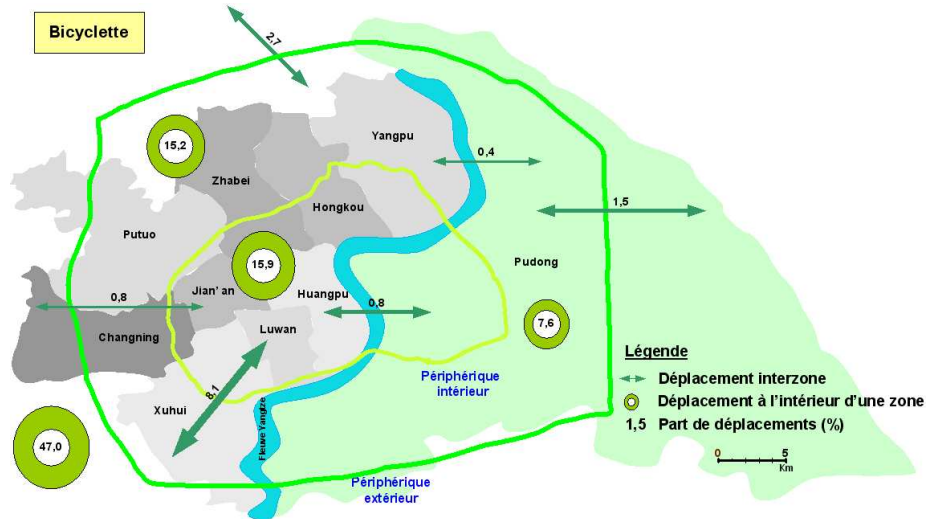 Bicyclette
2,7
Yangpu
15,2
0,4
Zhabei
Hongkou
1,5
Putuo
Pudong
15,9
Jian' an
Huangpu
0,8
0,8
7,6
Changning
Luwan
Légende
Périphérique
intérieur
Déplacement interzone
8,1
Déplacement à l'intérieur d'une zone
Xuhui
1,5 Part de déplacements (%)
Fleuve Yangtze
47,0
0 5
Km
Périphérique
extérieur